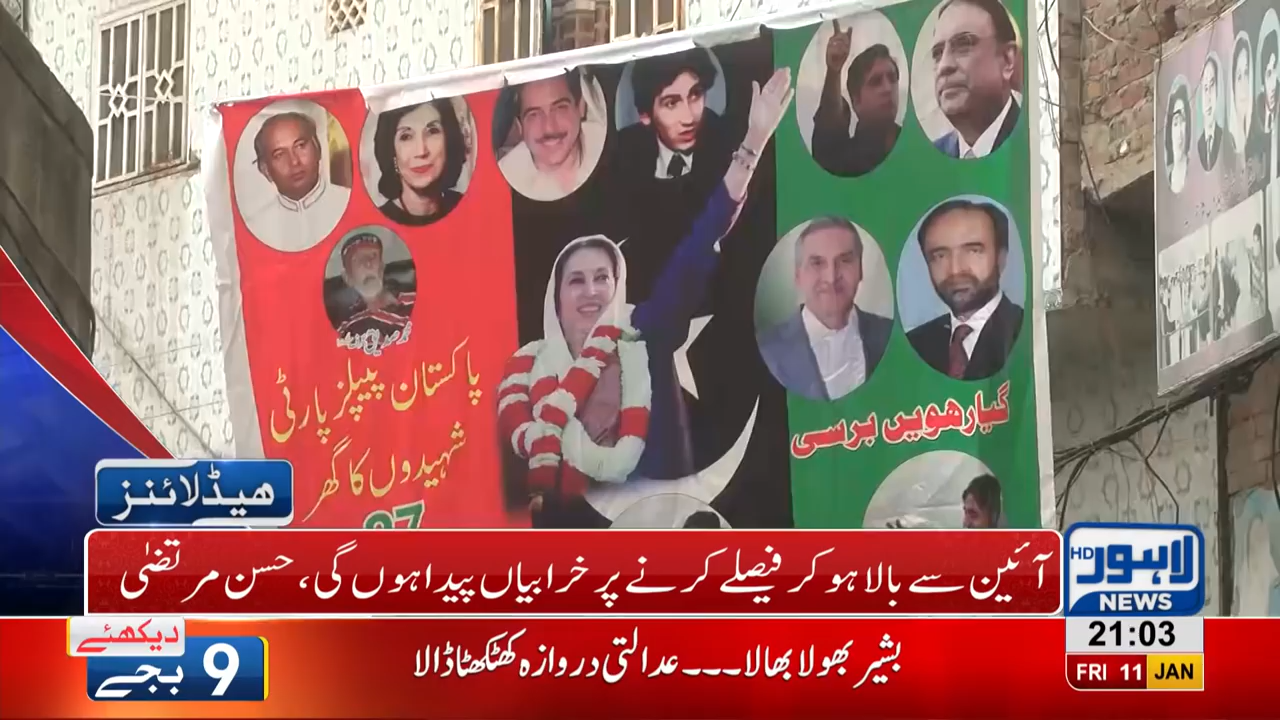 پاکستان پیپلز پارٹی
شہیدوں کا گھر
گیارھویں برسی
ھیڈلائنز
آئین سے بالا ہو کر فیصلے کرنے پر خرابیاں پیدا ہوں گی، حسن مرتضیٰ
بشیر بھولا بھالا۔۔۔عدالتی دروازہ کھٹکھٹا ڈالا
دیکھئے
9 بجے
لاہور HD
NEWS
21:03
FRI 11 JAN